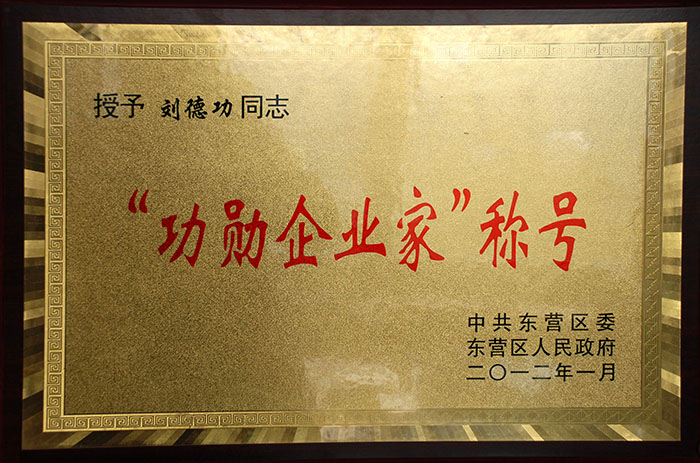 授予 刘德功同志
“功勋企业家”称号
中共东营区委
东营区人民政府
二〇一二年一月